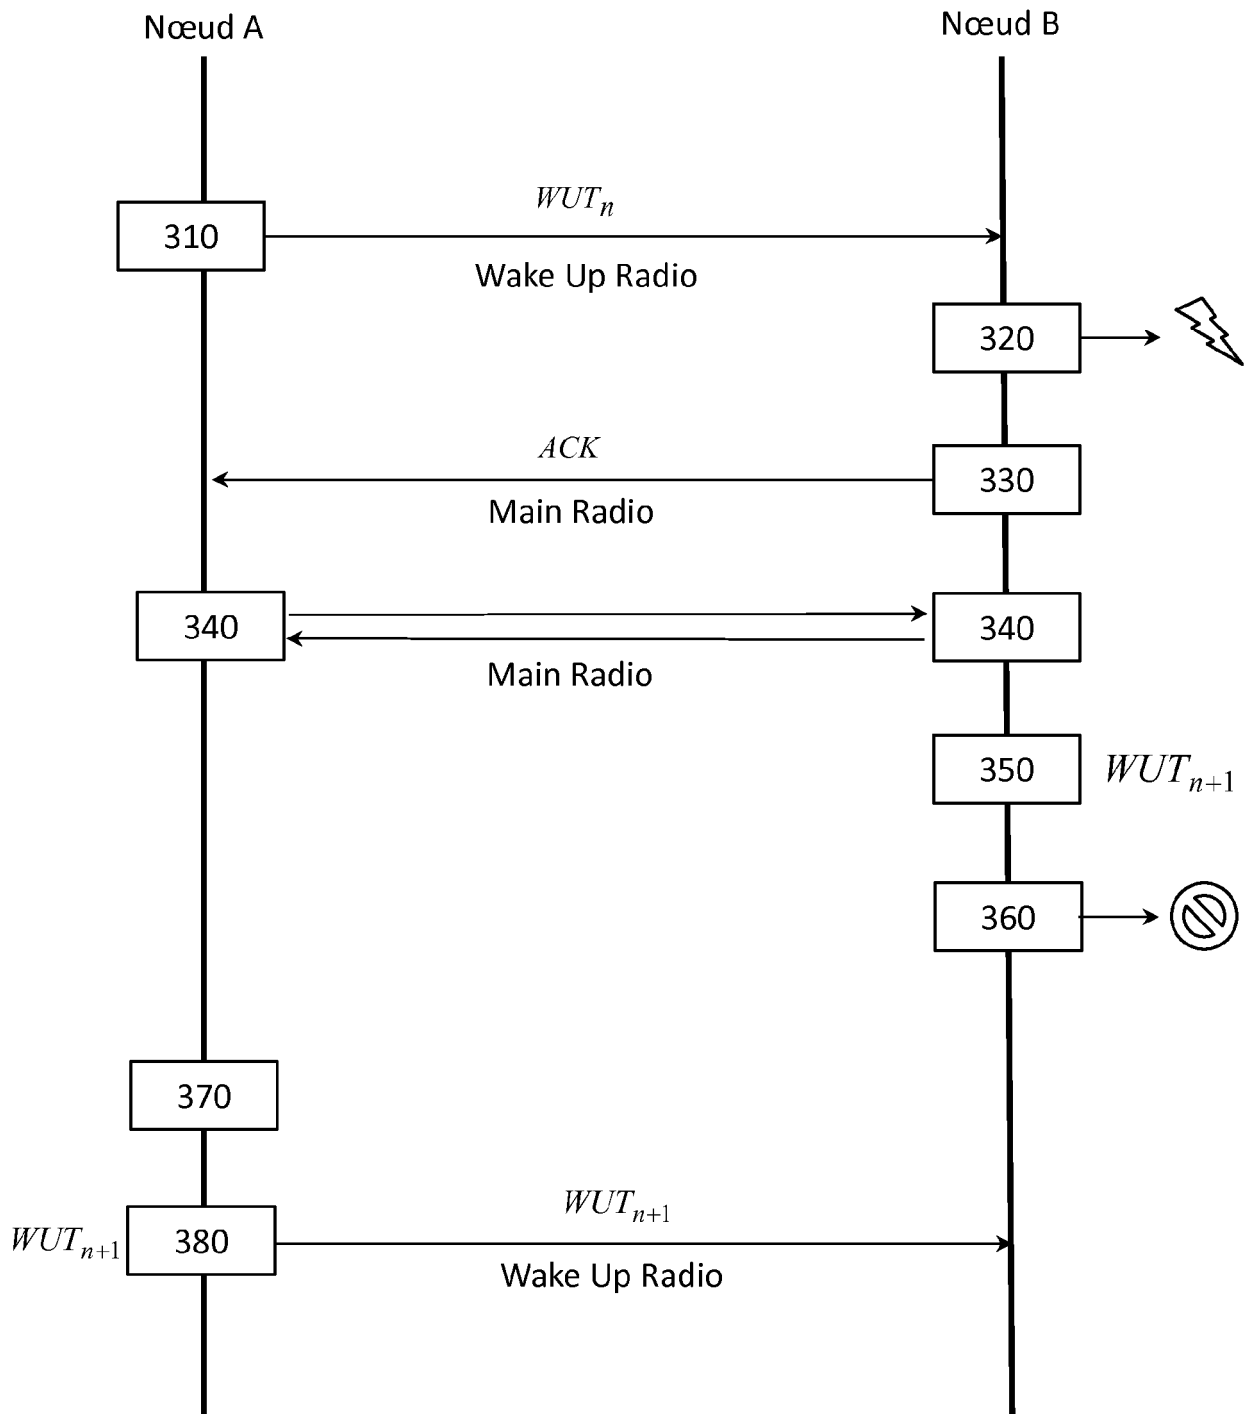 Nœud A
Nœud B
WUTn
310
Wake Up Radio
320
ACK
330
Main Radio
340
340
Main Radio
350
WUTn+1
360
370
WUTn+1
WUTn+1
380
Wake Up Radio